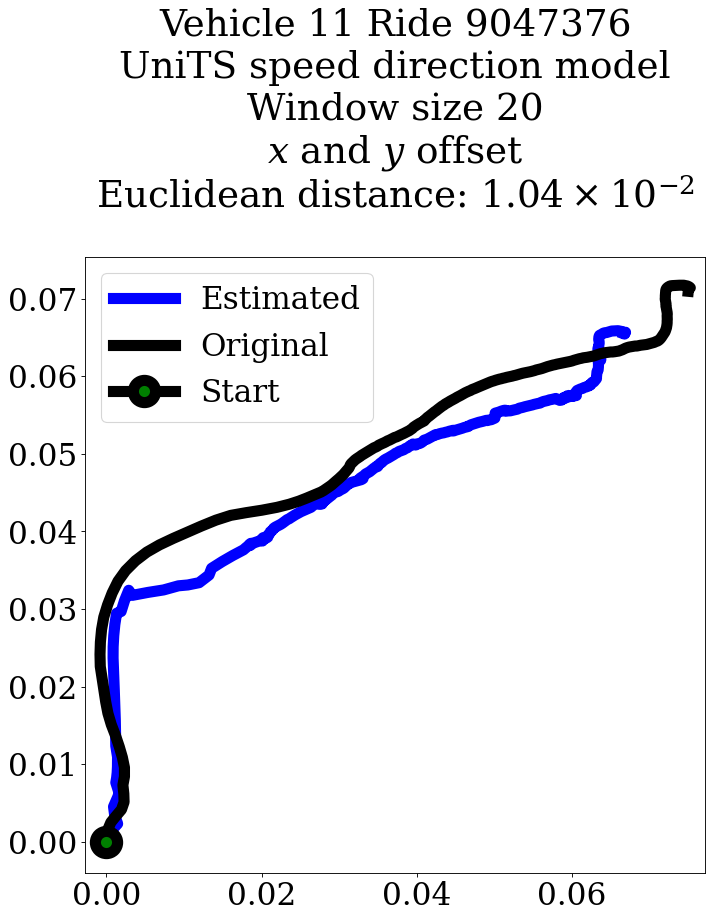 Vehicle 11 Ride 9047376
UniTS speed direction model
Window size 20
x and y offset
Euclidean distance: 1.04 × 10⁻²
Estimated
Original
Start
0.07
0.06
0.05
0.04
0.03
0.02
0.01
0.00
0.00 0.02 0.04 0.06